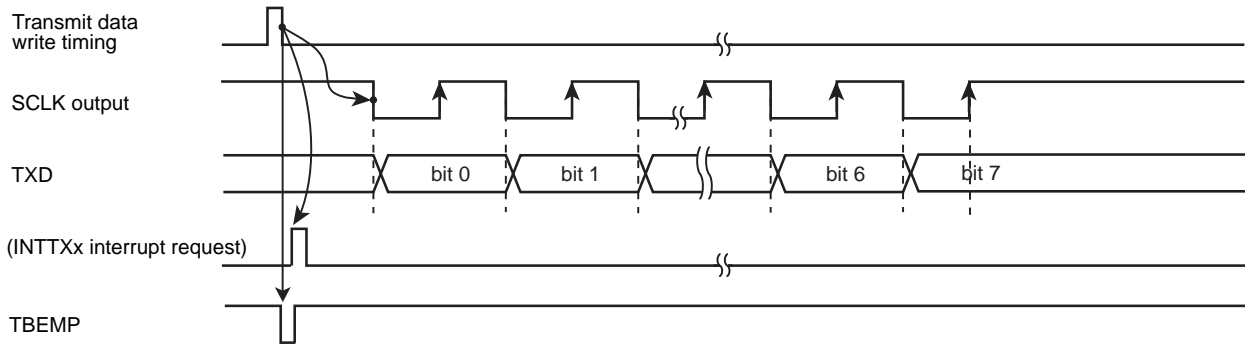 Transmit data
write timing
SCLK output
TXD
bit 0
bit 1
bit 6
bit 7
(INTTXx interrupt request)
TBEMP